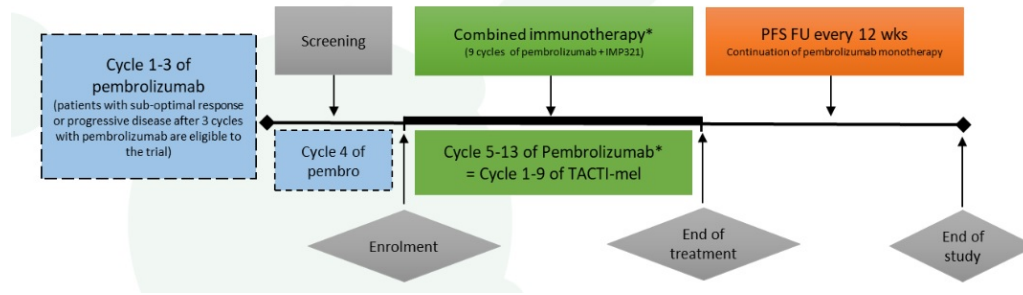 Cycle 1-3 of
pembrolizumab
(patients with sub-optimal response
or progressive disease after 3 cycles
with pembrolizumab are eligible to
the trial)
Screening
Combined immunotherapy*
(9 cycles of pembrolizumab + IMP321)
PFS FU every 12 wks
Continuation of pembrolizumab monotherapy
Cycle 4 of
pembro
Cycle 5-13 of Pembrolizumab*
= Cycle 1-9 of TACTI-mel
Enrolment
End of
treatment
End of
study